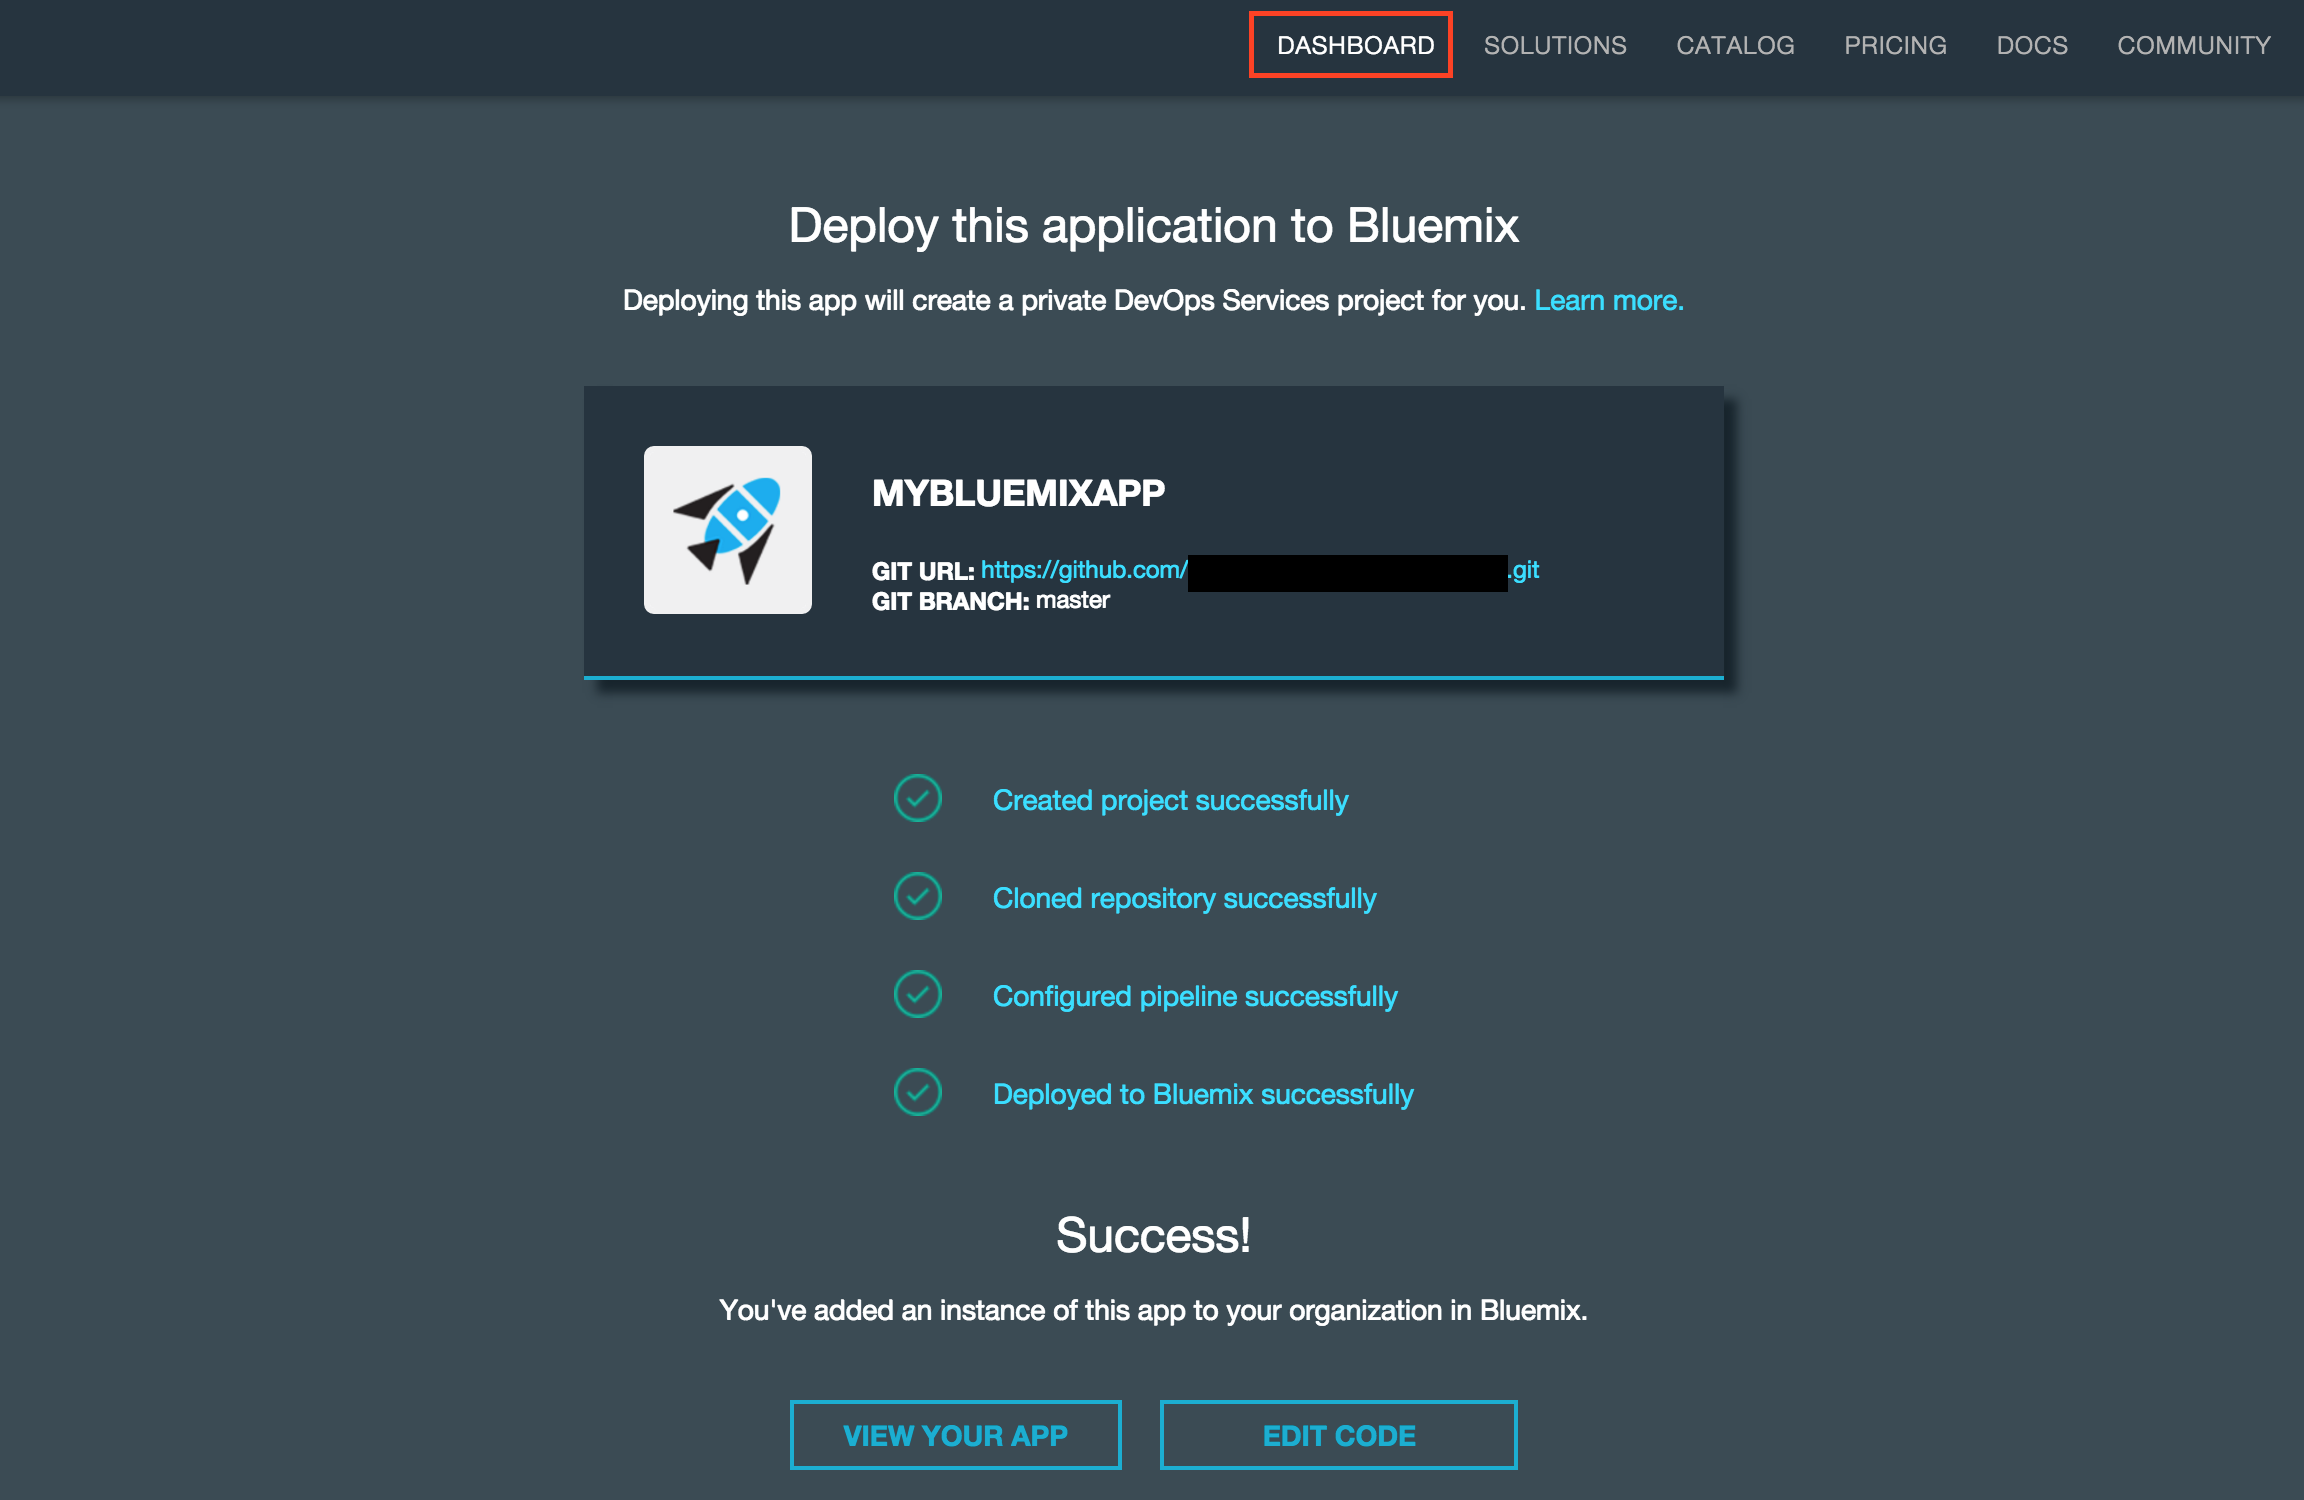 DASHBOARD SOLUTIONS CATALOG PRICING DOCS COMMUNITY
Deploy this application to Bluemix
Deploying this app will create a private DevOps Services project for you. Learn more.
MYBLUEMIXAPP
GIT URL: https://github.com/ .git
GIT BRANCH: master
Created project successfully
Cloned repository successfully
Configured pipeline successfully
Deployed to Bluemix successfully
Success!
You've added an instance of this app to your organization in Bluemix.
VIEW YOUR APP EDIT CODE